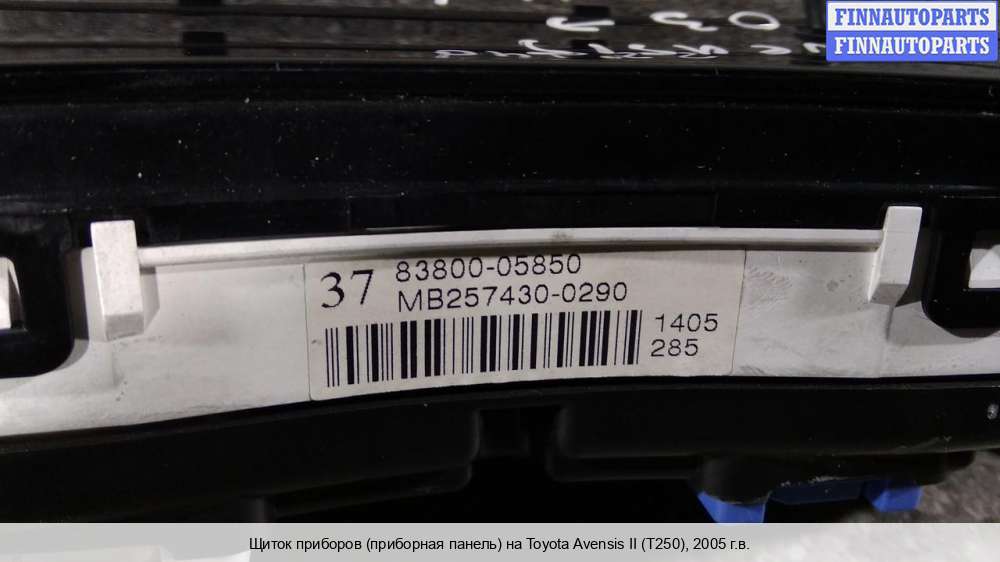 FINNAUTOPARTS
FINNAUTOPARTS
37
83800-05850
MB257430-0290
1405
285
Щиток приборов (приборная панель) на Toyota Avensis II (T250), 2005 г.в.